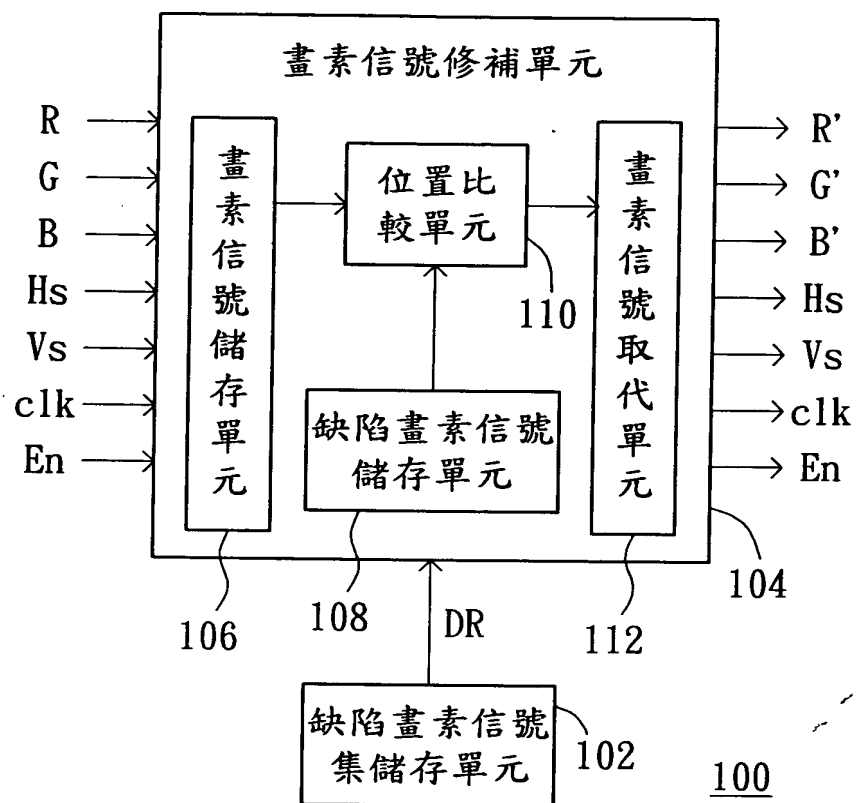 畫素信號修補單元
R
G
B
Hs
Vs
clk
En
畫素信號儲存單元
位置比
較單元
110
缺陷畫素信號
儲存單元
畫素信號取代單元
R'
G'
B'
Hs
Vs
clk
En
106
108
DR
112
104
缺陷畫素信號
集儲存單元
102
100